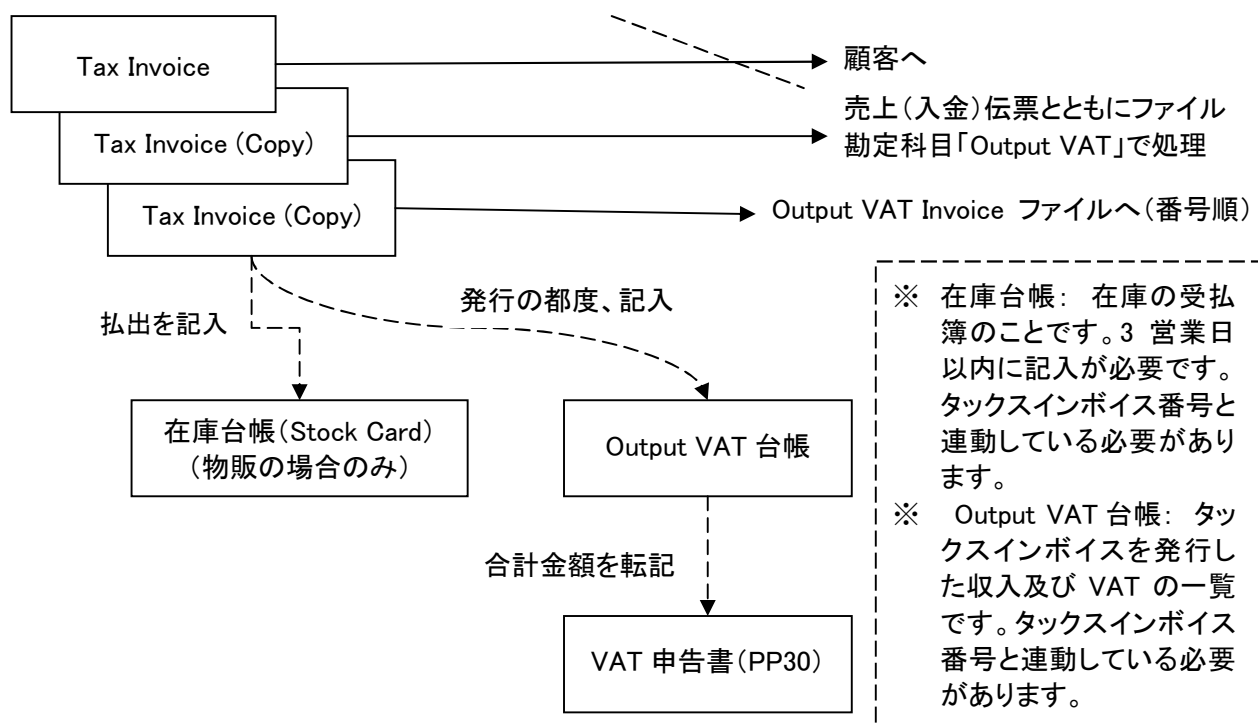 Tax Invoice
顧客へ
売上(入金)伝票とともにファイル
Tax Invoice (Copy)
勘定科目「Output VAT」で処理
Tax Invoice (Copy)
Output VAT Invoice ファイルへ(番号順)
払出を記入
発行の都度、記入
在庫台帳(Stock Card)
(物販の場合のみ)
Output VAT 台帳
合計金額を転記
VAT 申告書(PP30)
※ 在庫台帳: 在庫の受払
簿のことです。3 営業日
以内に記入が必要です。
タックスインボイス番号と
連動している必要があり
ます。
※ Output VAT 台帳: タッ
クスインボイスを発行し
た収入及び VAT の一覧
です。タックスインボイス
番号と連動している必要
があります。